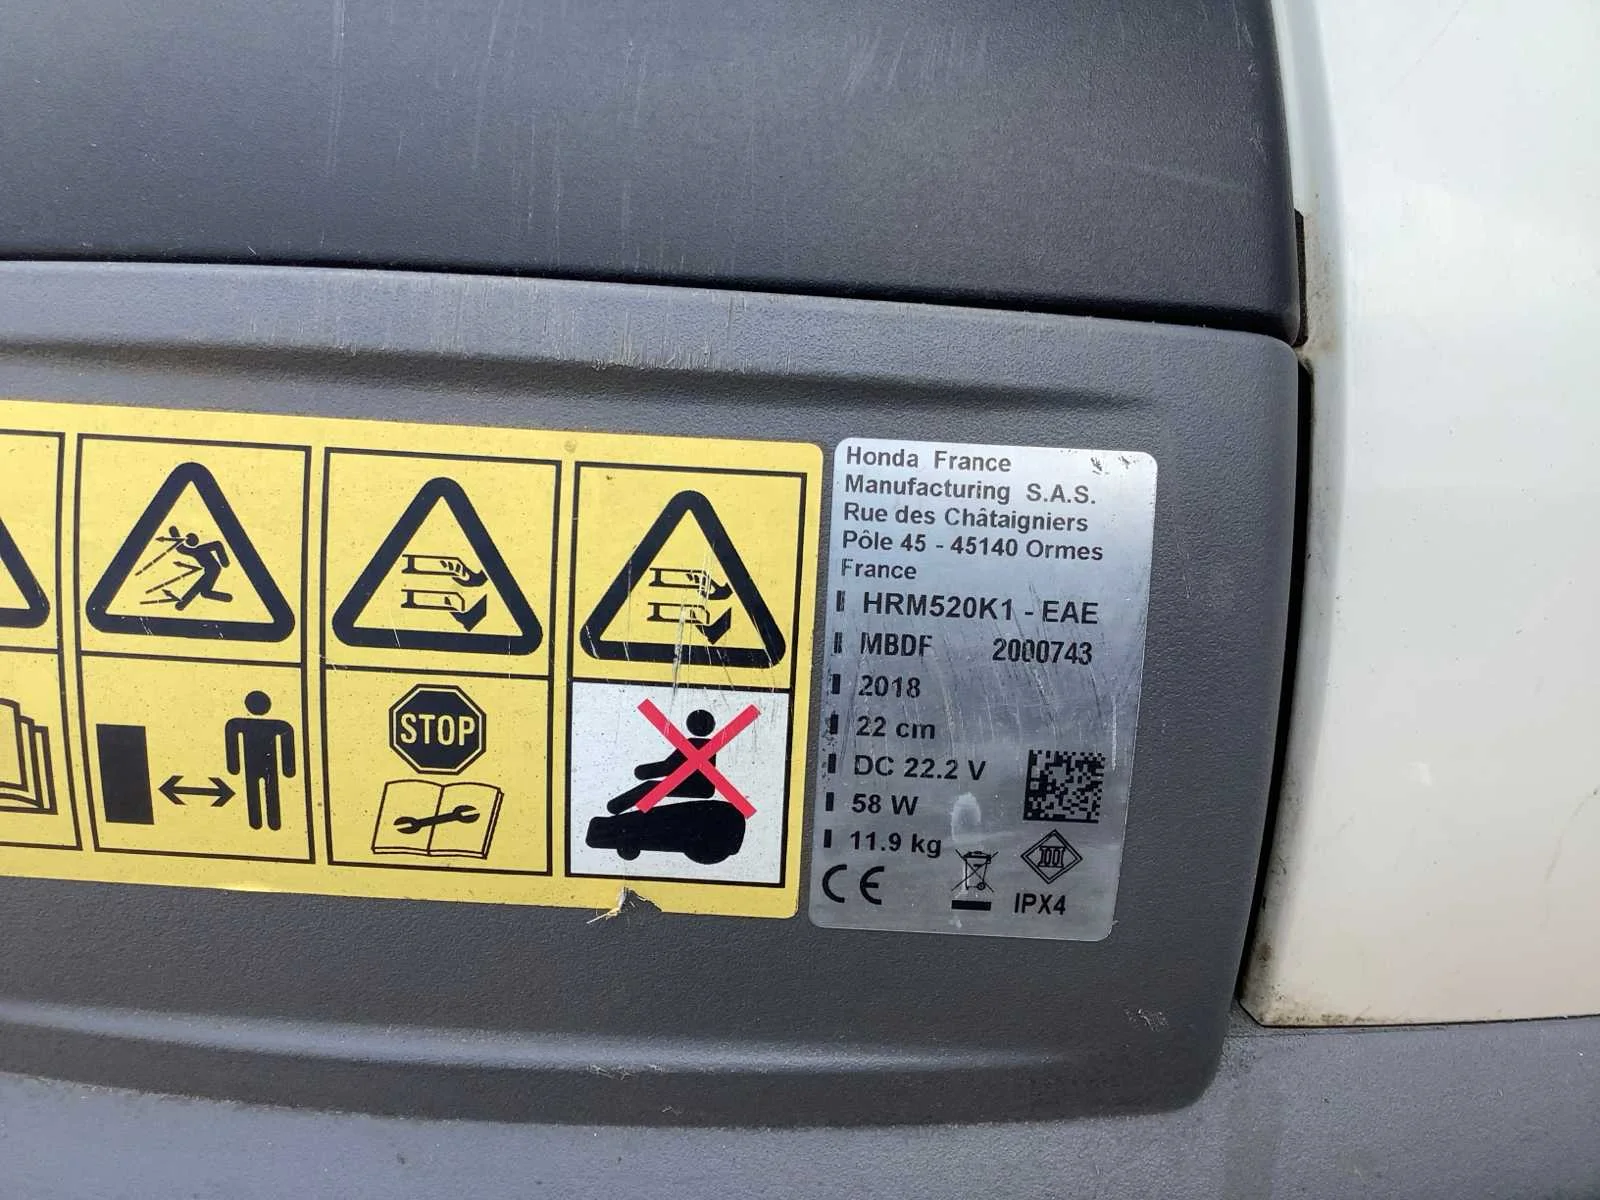 Honda France
Manufacturing S.A.S.
Rue des Châtaigniers
Pôle 45 - 45140 Ormes
France
HRM520K1 - EAE
MBDF 2000743
2018
22 cm
DC 22.2 V
58 W
11.9 kg
CE
IPX4
STOP